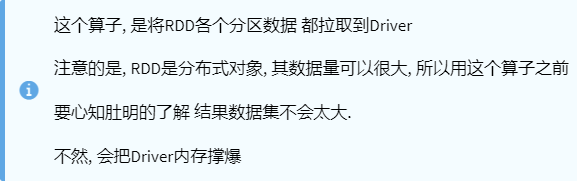 这个算子, 是将RDD各个分区数据 都拉取到Driver
注意的是, RDD是分布式对象, 其数据量可以很大, 所以用这个算子之前
要心知肚明的了解 结果数据集不会太大.
不然, 会把Driver内存撑爆